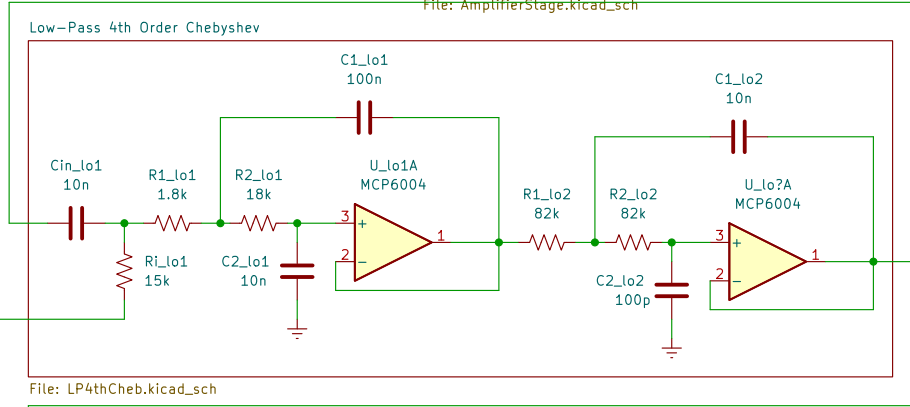 File: AmplifierStage.kicad_sch
Low-Pass 4th Order Chebyshev
C1_lo1
100n
C1_lo2
10n
Cin_lo1
10n
R1_lo1
1.8k
R2_lo1
18k
U_lo1A
MCP6004
R1_lo2
82k
R2_lo2
82k
U_lo?A
MCP6004
3
+
1
2
−
3
+
1
2
−
Ri_lo1
15k
C2_lo1
10n
C2_lo2
100p
File: LP4thCheb.kicad_sch